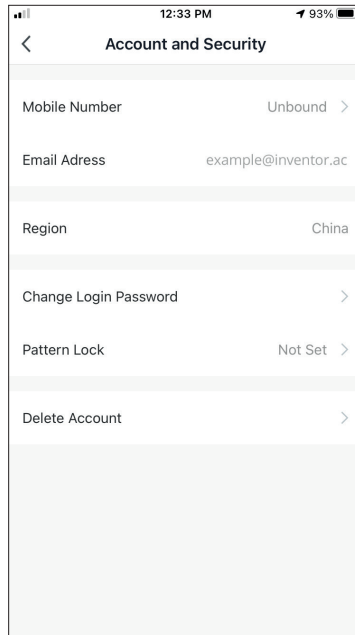 12:33 PM 93%
Account and Security
Mobile Number Unbound
Email Adress example@inventor.ac
Region China
Change Login Password
Pattern Lock Not Set
Delete Account